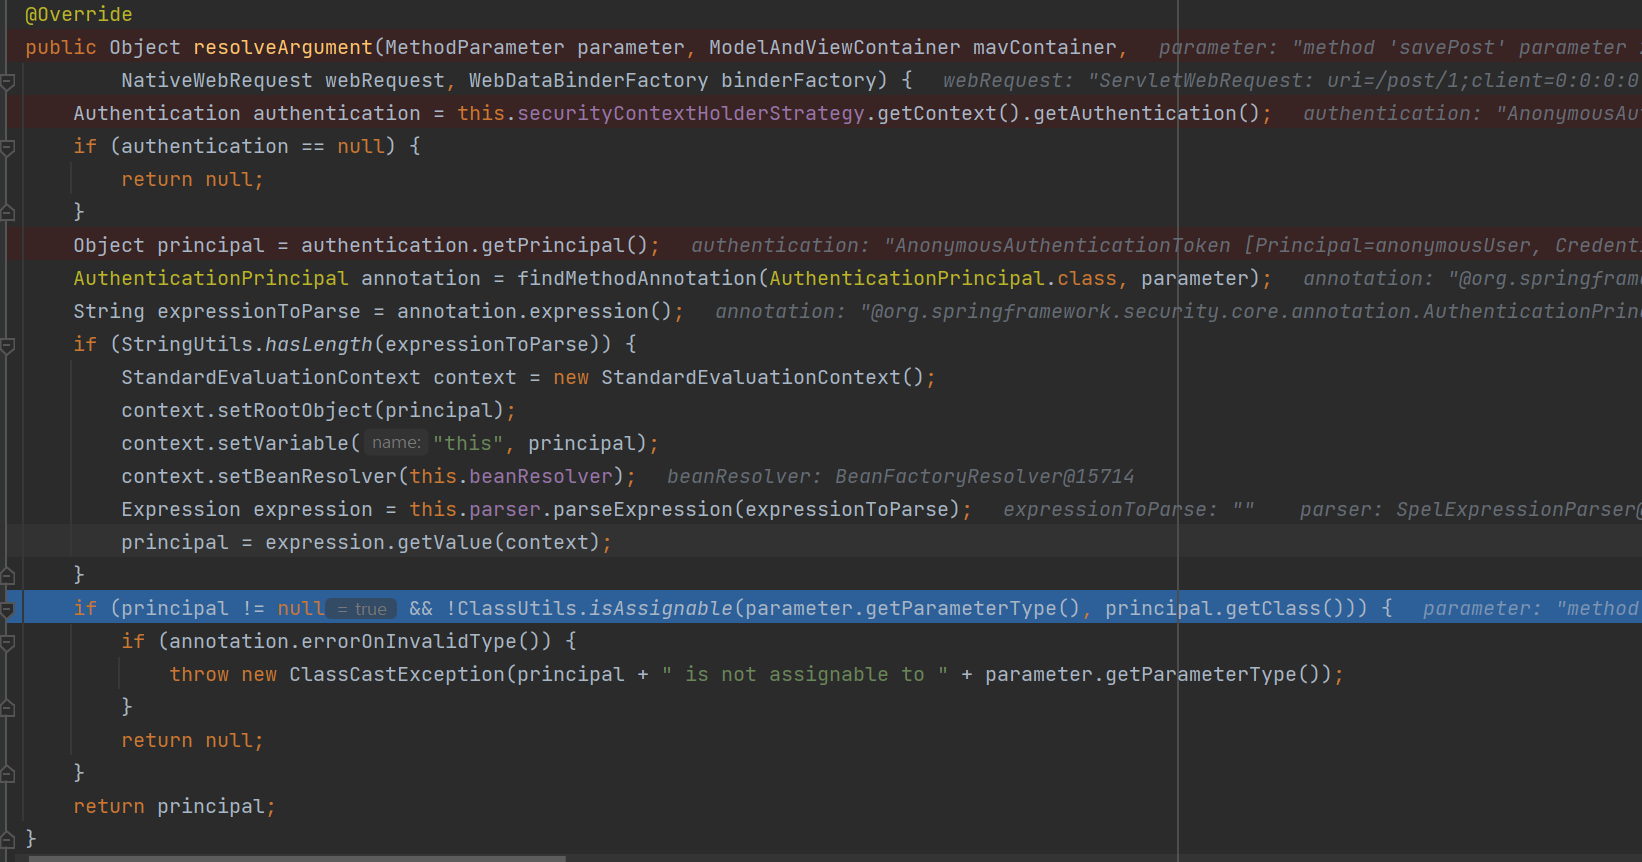 @Override
public Object resolveArgument(MethodParameter parameter, ModelAndViewContainer mavContainer,   parameter: "method 'savePost' parameter
        NativeWebRequest webRequest, WebDataBinderFactory binderFactory) {   webRequest: "ServletWebRequest: uri=/post/1;client=0:0:0:0
    Authentication authentication = this.securityContextHolderStrategy.getContext().getAuthentication();   authentication: "AnonymousAu
    if (authentication == null) {
        return null;
    }
    Object principal = authentication.getPrincipal();   authentication: "AnonymousAuthenticationToken [Principal=anonymousUser, Credenti
    AuthenticationPrincipal annotation = findMethodAnnotation(AuthenticationPrincipal.class, parameter);   annotation: "@org.springframe
    String expressionToParse = annotation.expression();   annotation: "@org.springframework.security.core.annotation.AuthenticationPrinc
    if (StringUtils.hasLength(expressionToParse)) {
        StandardEvaluationContext context = new StandardEvaluationContext();
        context.setRootObject(principal);
        context.setVariable( name: "this", principal);
        context.setBeanResolver(this.beanResolver);   beanResolver: BeanFactoryResolver@15714
        Expression expression = this.parser.parseExpression(expressionToParse);   expressionToParse: ""    parser: SpelExpressionParser@
        principal = expression.getValue(context);
    }
    if (principal != null = true && !ClassUtils.isAssignable(parameter.getParameterType(), principal.getClass())) {   parameter: "method
        if (annotation.errorOnInvalidType()) {
            throw new ClassCastException(principal + " is not assignable to " + parameter.getParameterType());
        }
        return null;
    }
    return principal;
}